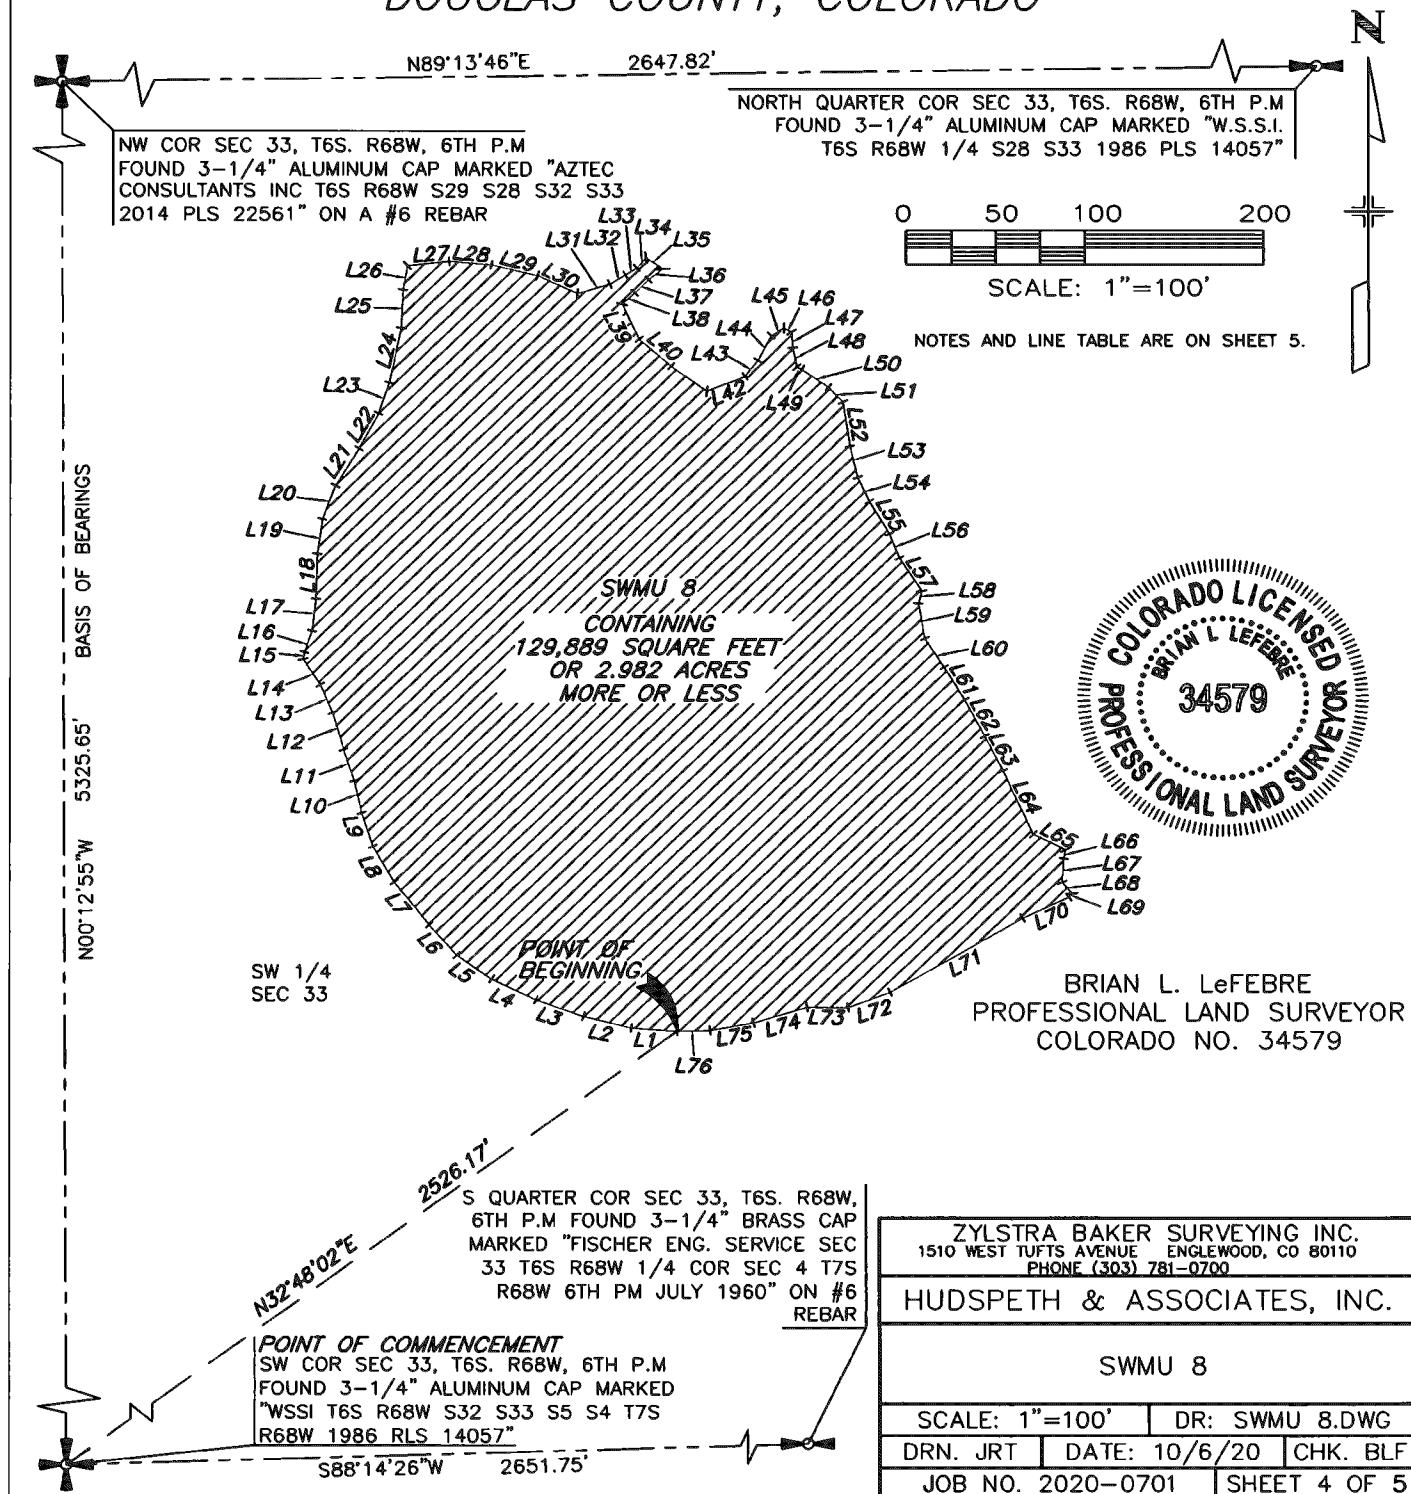 DOUGLAS COUNTY, COLORADO
N89°13'46"E 2647.82'
N
NW COR SEC 33, T6S. R68W, 6TH P.M
FOUND 3-1/4" ALUMINUM CAP MARKED "AZTEC
CONSULTANTS INC T6S R68W S29 S28 S32 S33
2014 PLS 22561" ON A #6 REBAR
NORTH QUARTER COR SEC 33, T6S. R68W, 6TH P.M
FOUND 3-1/4" ALUMINUM CAP MARKED "W.S.S.I.
T6S R68W 1/4 S28 S33 1986 PLS 14057"
0 50 100 200
SCALE: 1"=100'
NOTES AND LINE TABLE ARE ON SHEET 5.
L26
L27
L28
L29
L30
L31
L32
L33
L34
L35
L36
L37
L38
L39
L40
L42
L43
L44
L45
L46
L47
L48
L49
L50
L51
L52
L53
L54
L55
L56
L57
L58
L59
L60
L61
L62
L63
L64
L65
L66
L67
L68
L69
L70
L71
L72
L73
L74
L75
L76
L1
L2
L3
L4
L5
L6
L7
L8
L9
L10
L11
L12
L13
L14
L15
L16
L17
L18
L19
L20
L21
L22
L23
L24
L25
SWMU 8
CONTAINING
129,889 SQUARE FEET
OR 2.982 ACRES
MORE OR LESS
N00°12'55"W 5325.65' BASIS OF BEARINGS
COLORADO LICENSED
BRIAN L LEFEBRE
34579
PROFESSIONAL LAND SURVEYOR
POINT OF
BEGINNING
SW 1/4
SEC 33
BRIAN L. LeFEBRE
PROFESSIONAL LAND SURVEYOR
COLORADO NO. 34579
N32°48'02"E 2526.17'
S QUARTER COR SEC 33, T6S. R68W,
6TH P.M FOUND 3-1/4" BRASS CAP
MARKED "FISCHER ENG. SERVICE SEC
33 T6S R68W 1/4 COR SEC 4 T7S
R68W 6TH PM JULY 1960" ON #6
REBAR
POINT OF COMMENCEMENT
SW COR SEC 33, T6S. R68W, 6TH P.M
FOUND 3-1/4" ALUMINUM CAP MARKED
"WSSI T6S R68W S32 S33 S5 S4 T7S
R68W 1986 RLS 14057"
S88°14'26"W 2651.75'
ZYLSTRA BAKER SURVEYING INC.
1510 WEST TUFTS AVENUE ENGLEWOOD, CO 80110
PHONE (303) 781-0700
HUDSPETH & ASSOCIATES, INC.
SWMU 8
SCALE: 1"=100' DR: SWMU 8.DWG
DRN. JRT DATE: 10/6/20 CHK. BLF
JOB NO. 2020-0701 SHEET 4 OF 5